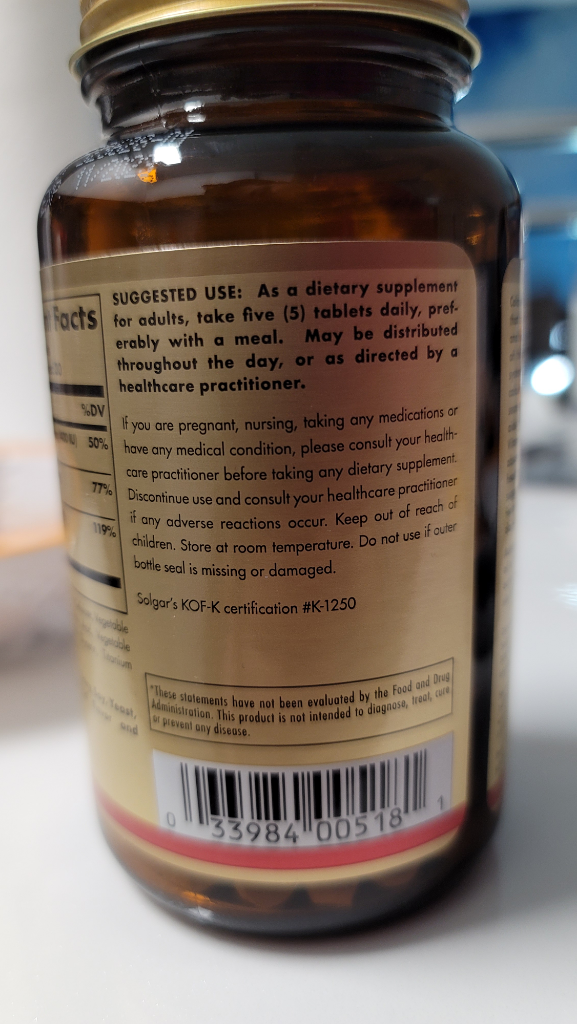 Facts
%DV
50%
77%
119%
Vegetable
Vegetable
Titanium
Yeast,
and
SUGGESTED USE: As a dietary supplement
for adults, take five (5) tablets daily, pref-
erably with a meal. May be distributed
throughout the day, or as directed by a
healthcare practitioner.
If you are pregnant, nursing, taking any medications or
have any medical condition, please consult your health-
care practitioner before taking any dietary supplement.
Discontinue use and consult your healthcare practitioner
if any adverse reactions occur. Keep out of reach of
children. Store at room temperature. Do not use if outer
bottle seal is missing or damaged.
Solgar's KOF-K certification #K-1250
*These statements have not been evaluated by the Food and Drug
Administration. This product is not intended to diagnose, treat, cure
or prevent any disease.
0 33984 00518 1